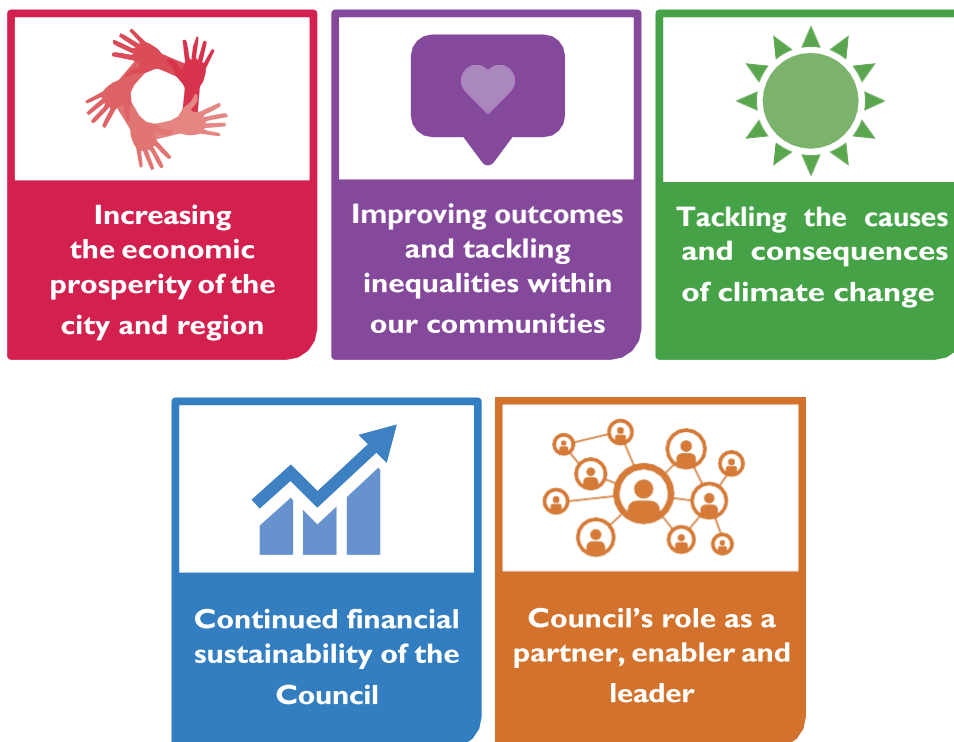 Increasing
the economic
prosperity of the
city and region
Improving outcomes
and tackling
inequalities within
our communities
Tackling the causes
and consequences
of climate change
Continued financial
sustainability of the
Council
Council's role as a
partner, enabler and
leader